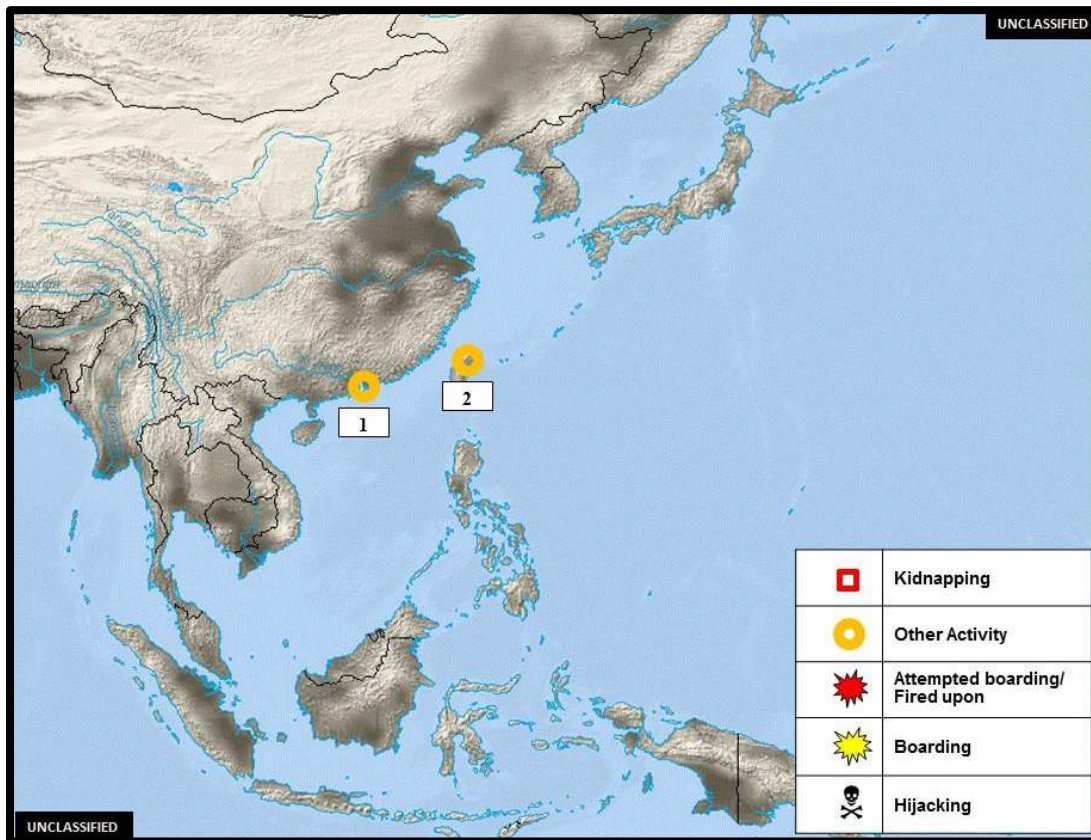 UNCLASSIFIED
1
2
Kidnapping
Other Activity
Attempted boarding/
Fired upon
Boarding
Hijacking
UNCLASSIFIED